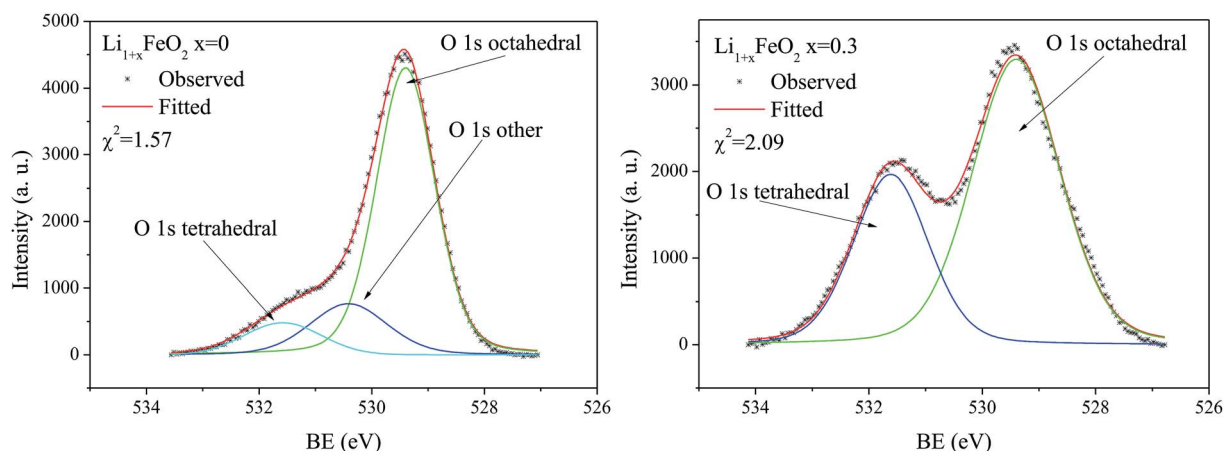 Li₁₊ₓFeO₂ x=0
Observed
Fitted
χ²=1.57
O 1s octahedral
O 1s other
O 1s tetrahedral
Intensity (a. u.)
5000
4000
3000
2000
1000
0
534
532
530
528
526
BE (eV)
Li₁₊ₓFeO₂ x=0.3
Observed
Fitted
χ²=2.09
O 1s octahedral
O 1s tetrahedral
Intensity (a. u.)
3000
2000
1000
0
534
532
530
528
526
BE (eV)